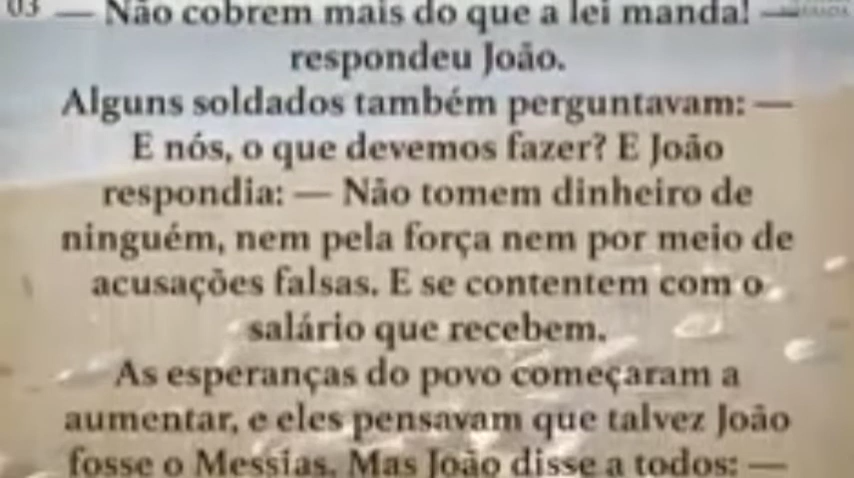 03 — Não cobrem mais do que a lei manda! —
respondeu João.
Alguns soldados também perguntavam: —
E nós, o que devemos fazer? E João
respondia: — Não tomem dinheiro de
ninguém, nem pela força nem por meio de
acusações falsas. E se contentem com o
salário que recebem.
As esperanças do povo começaram a
aumentar, e eles pensavam que talvez João
fosse o Messias. Mas João disse a todos: —